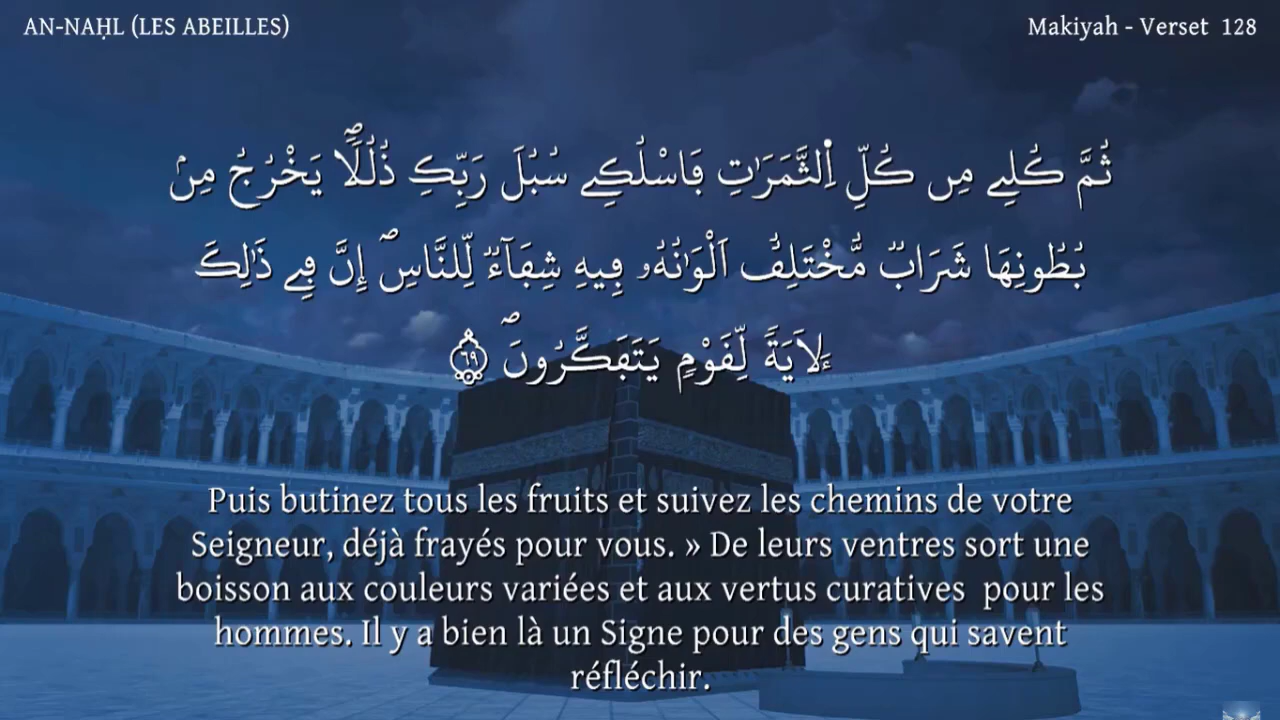 AN-NAḤL (LES ABEILLES)
Makiyah - Verset 128
ثُمَّ كُلِے مِن كُلِّ اِ۬لثَّمَرَٰتِ فَاسْلُكِے سُبُلَ رَبِّكِ ذُلُلاٗۖ يَخْرُجُ مِنۢ
بُطُونِهَا شَرَابٞ مُّخْتَلِفٌ اَلْوَٰنُهُۥ فِيهِ شِفَآءٞ لِّلنَّاسِۖ إِنَّ فِے ذَٰلِكَ
ءَلَايَةٗ لِّقَوْمٖ يَتَفَكَّرُونَۖ ٦٩
Puis butinez tous les fruits et suivez les chemins de votre
Seigneur, déjà frayés pour vous. » De leurs ventres sort une
boisson aux couleurs variées et aux vertus curatives pour les
hommes. Il y a bien là un Signe pour des gens qui savent
réfléchir.